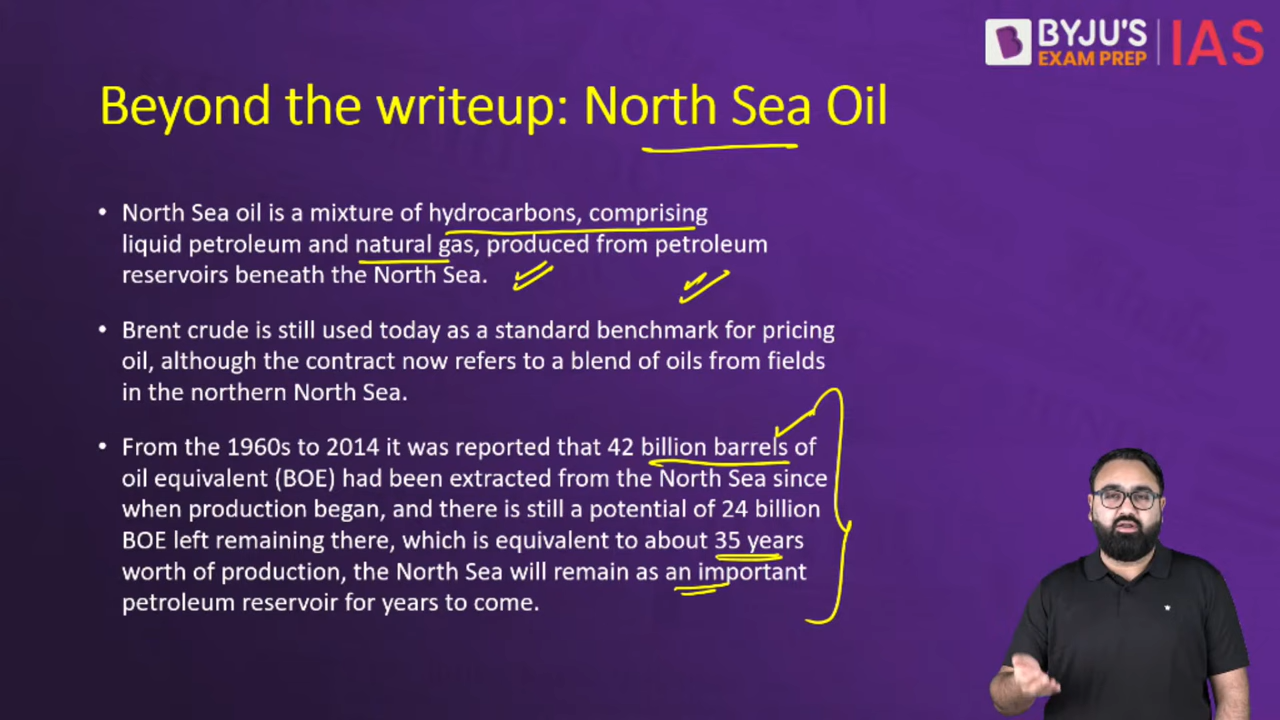 BYJU'S
EXAM PREP
IAS
Beyond the writeup: North Sea Oil
• North Sea oil is a mixture of hydrocarbons, comprising
liquid petroleum and natural gas, produced from petroleum
reservoirs beneath the North Sea.
• Brent crude is still used today as a standard benchmark for pricing
oil, although the contract now refers to a blend of oils from fields
in the northern North Sea.
• From the 1960s to 2014 it was reported that 42 billion barrels of
oil equivalent (BOE) had been extracted from the North Sea since
when production began, and there is still a potential of 24 billion
BOE left remaining there, which is equivalent to about 35 years
worth of production, the North Sea will remain as an important
petroleum reservoir for years to come.